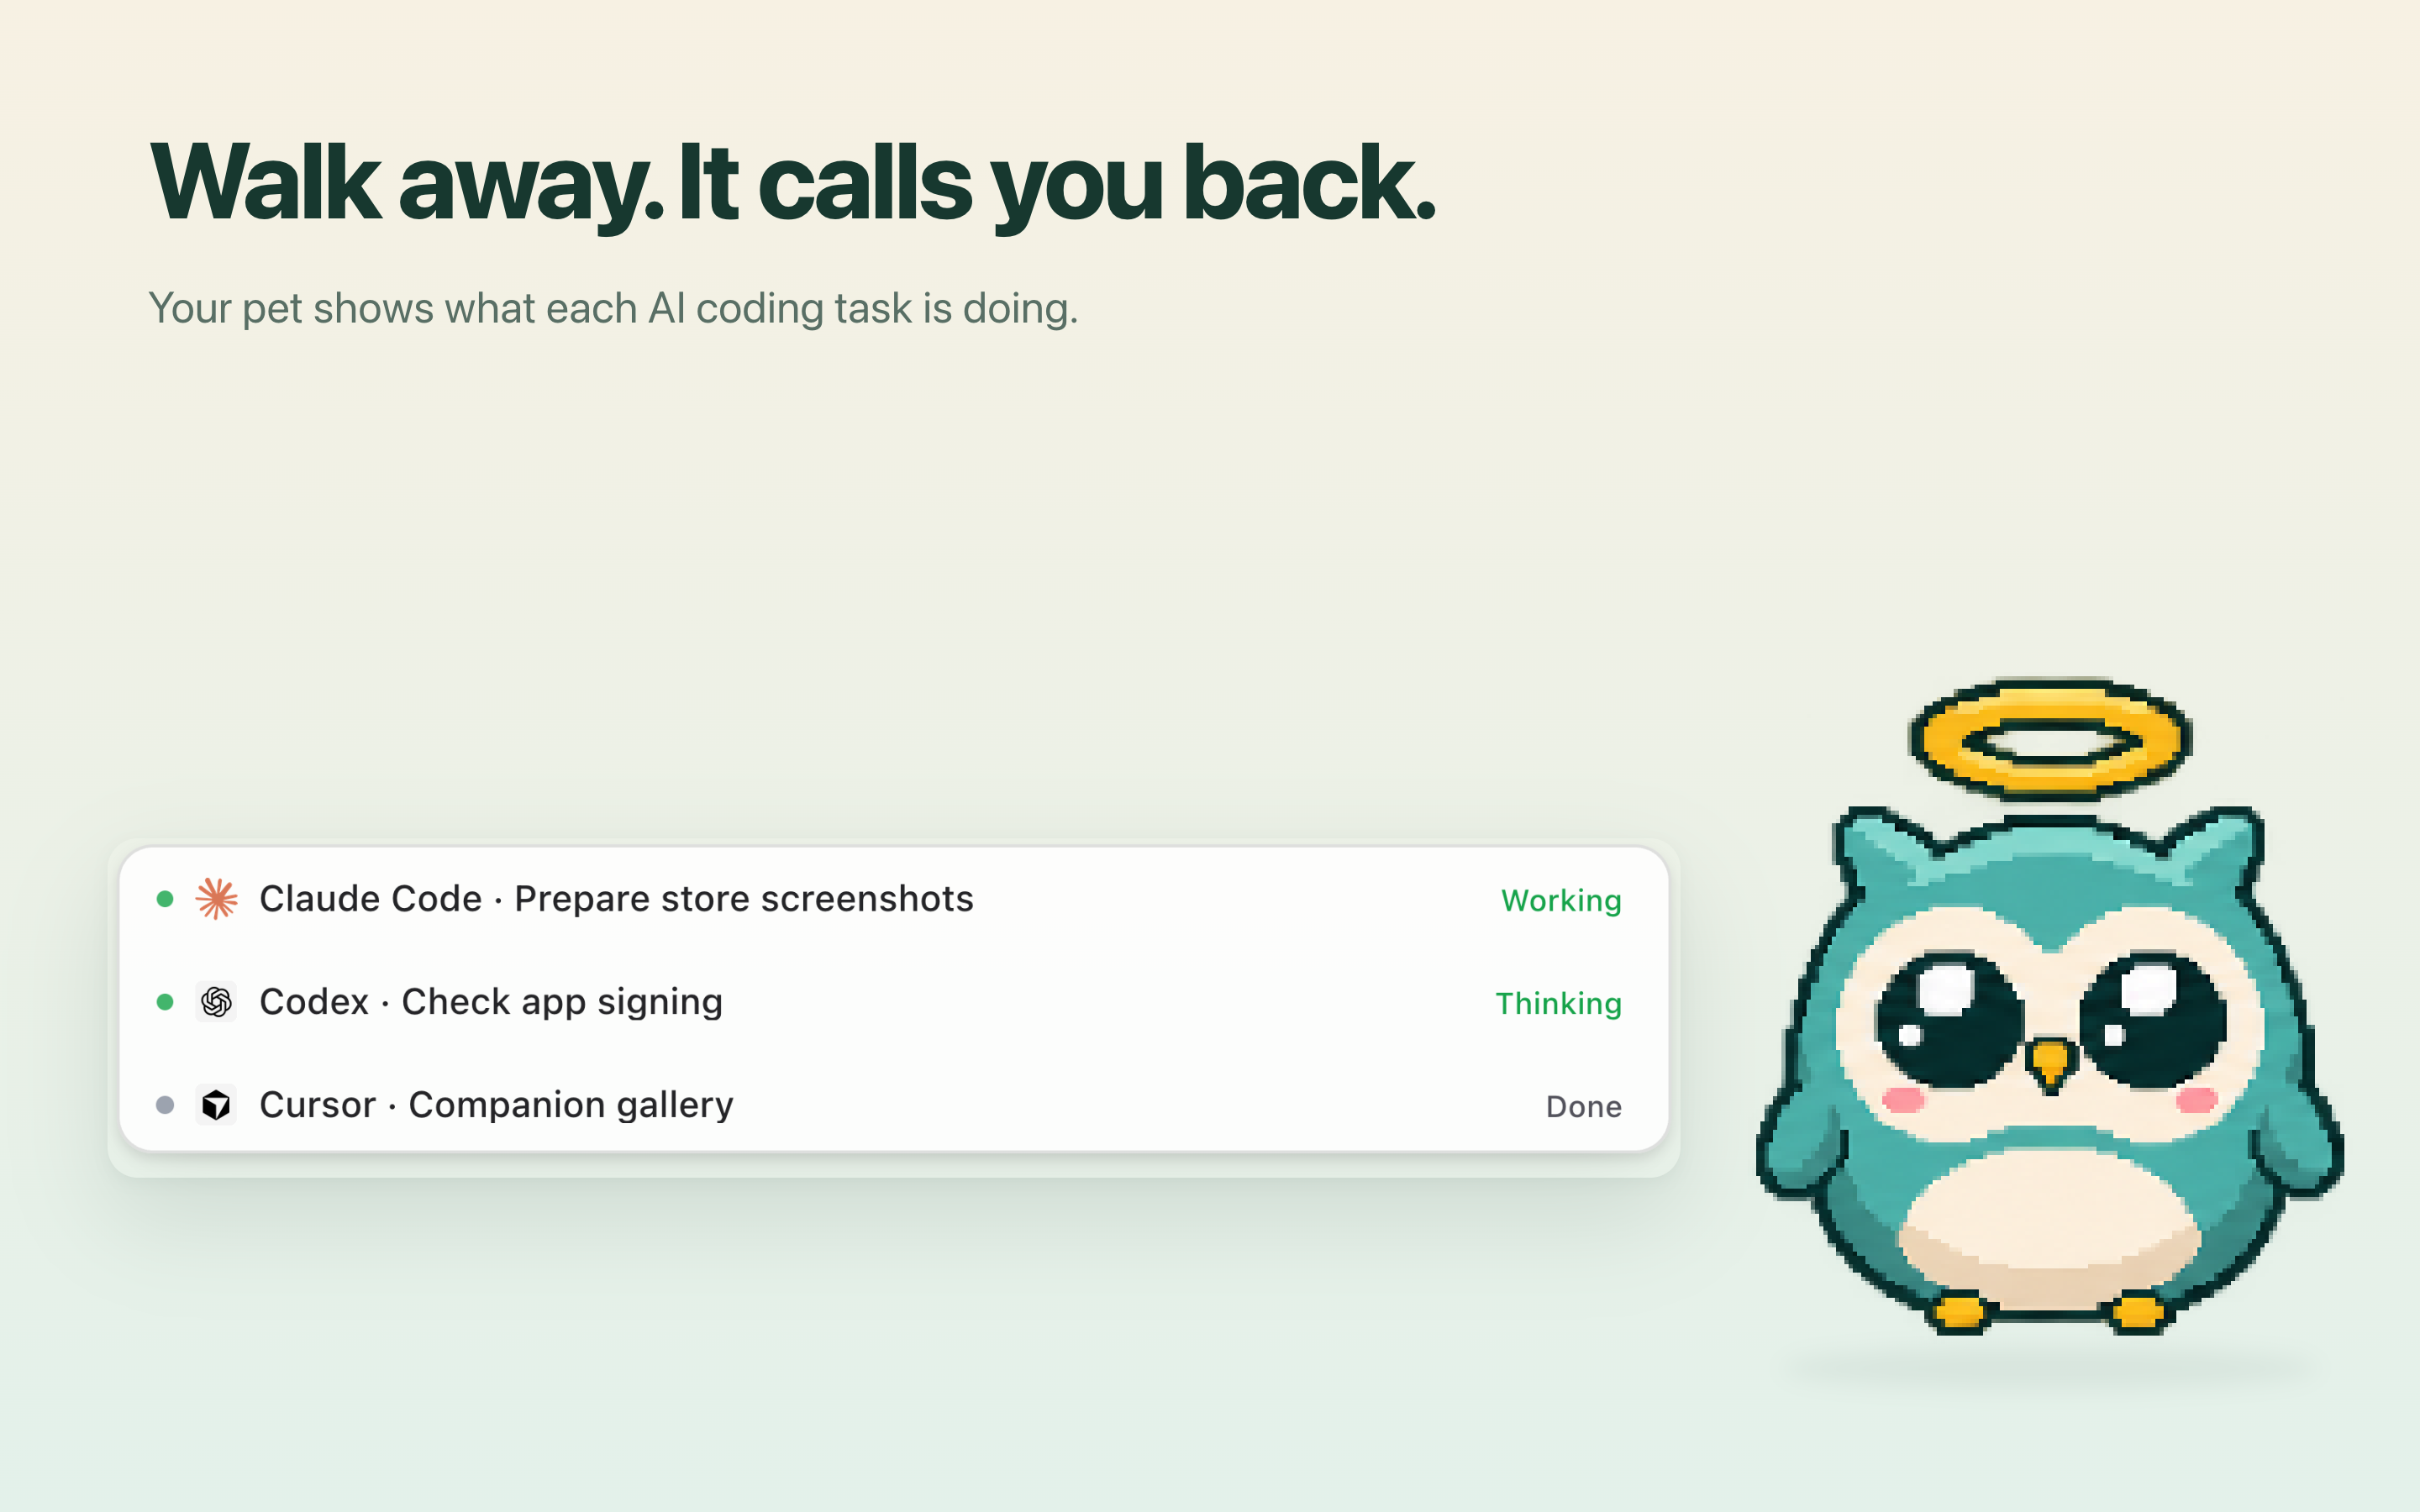 Walk away. It calls you back.
Your pet shows what each AI coding task is doing.
Claude Code · Prepare store screenshots Working
Codex · Check app signing Thinking
Cursor · Companion gallery Done